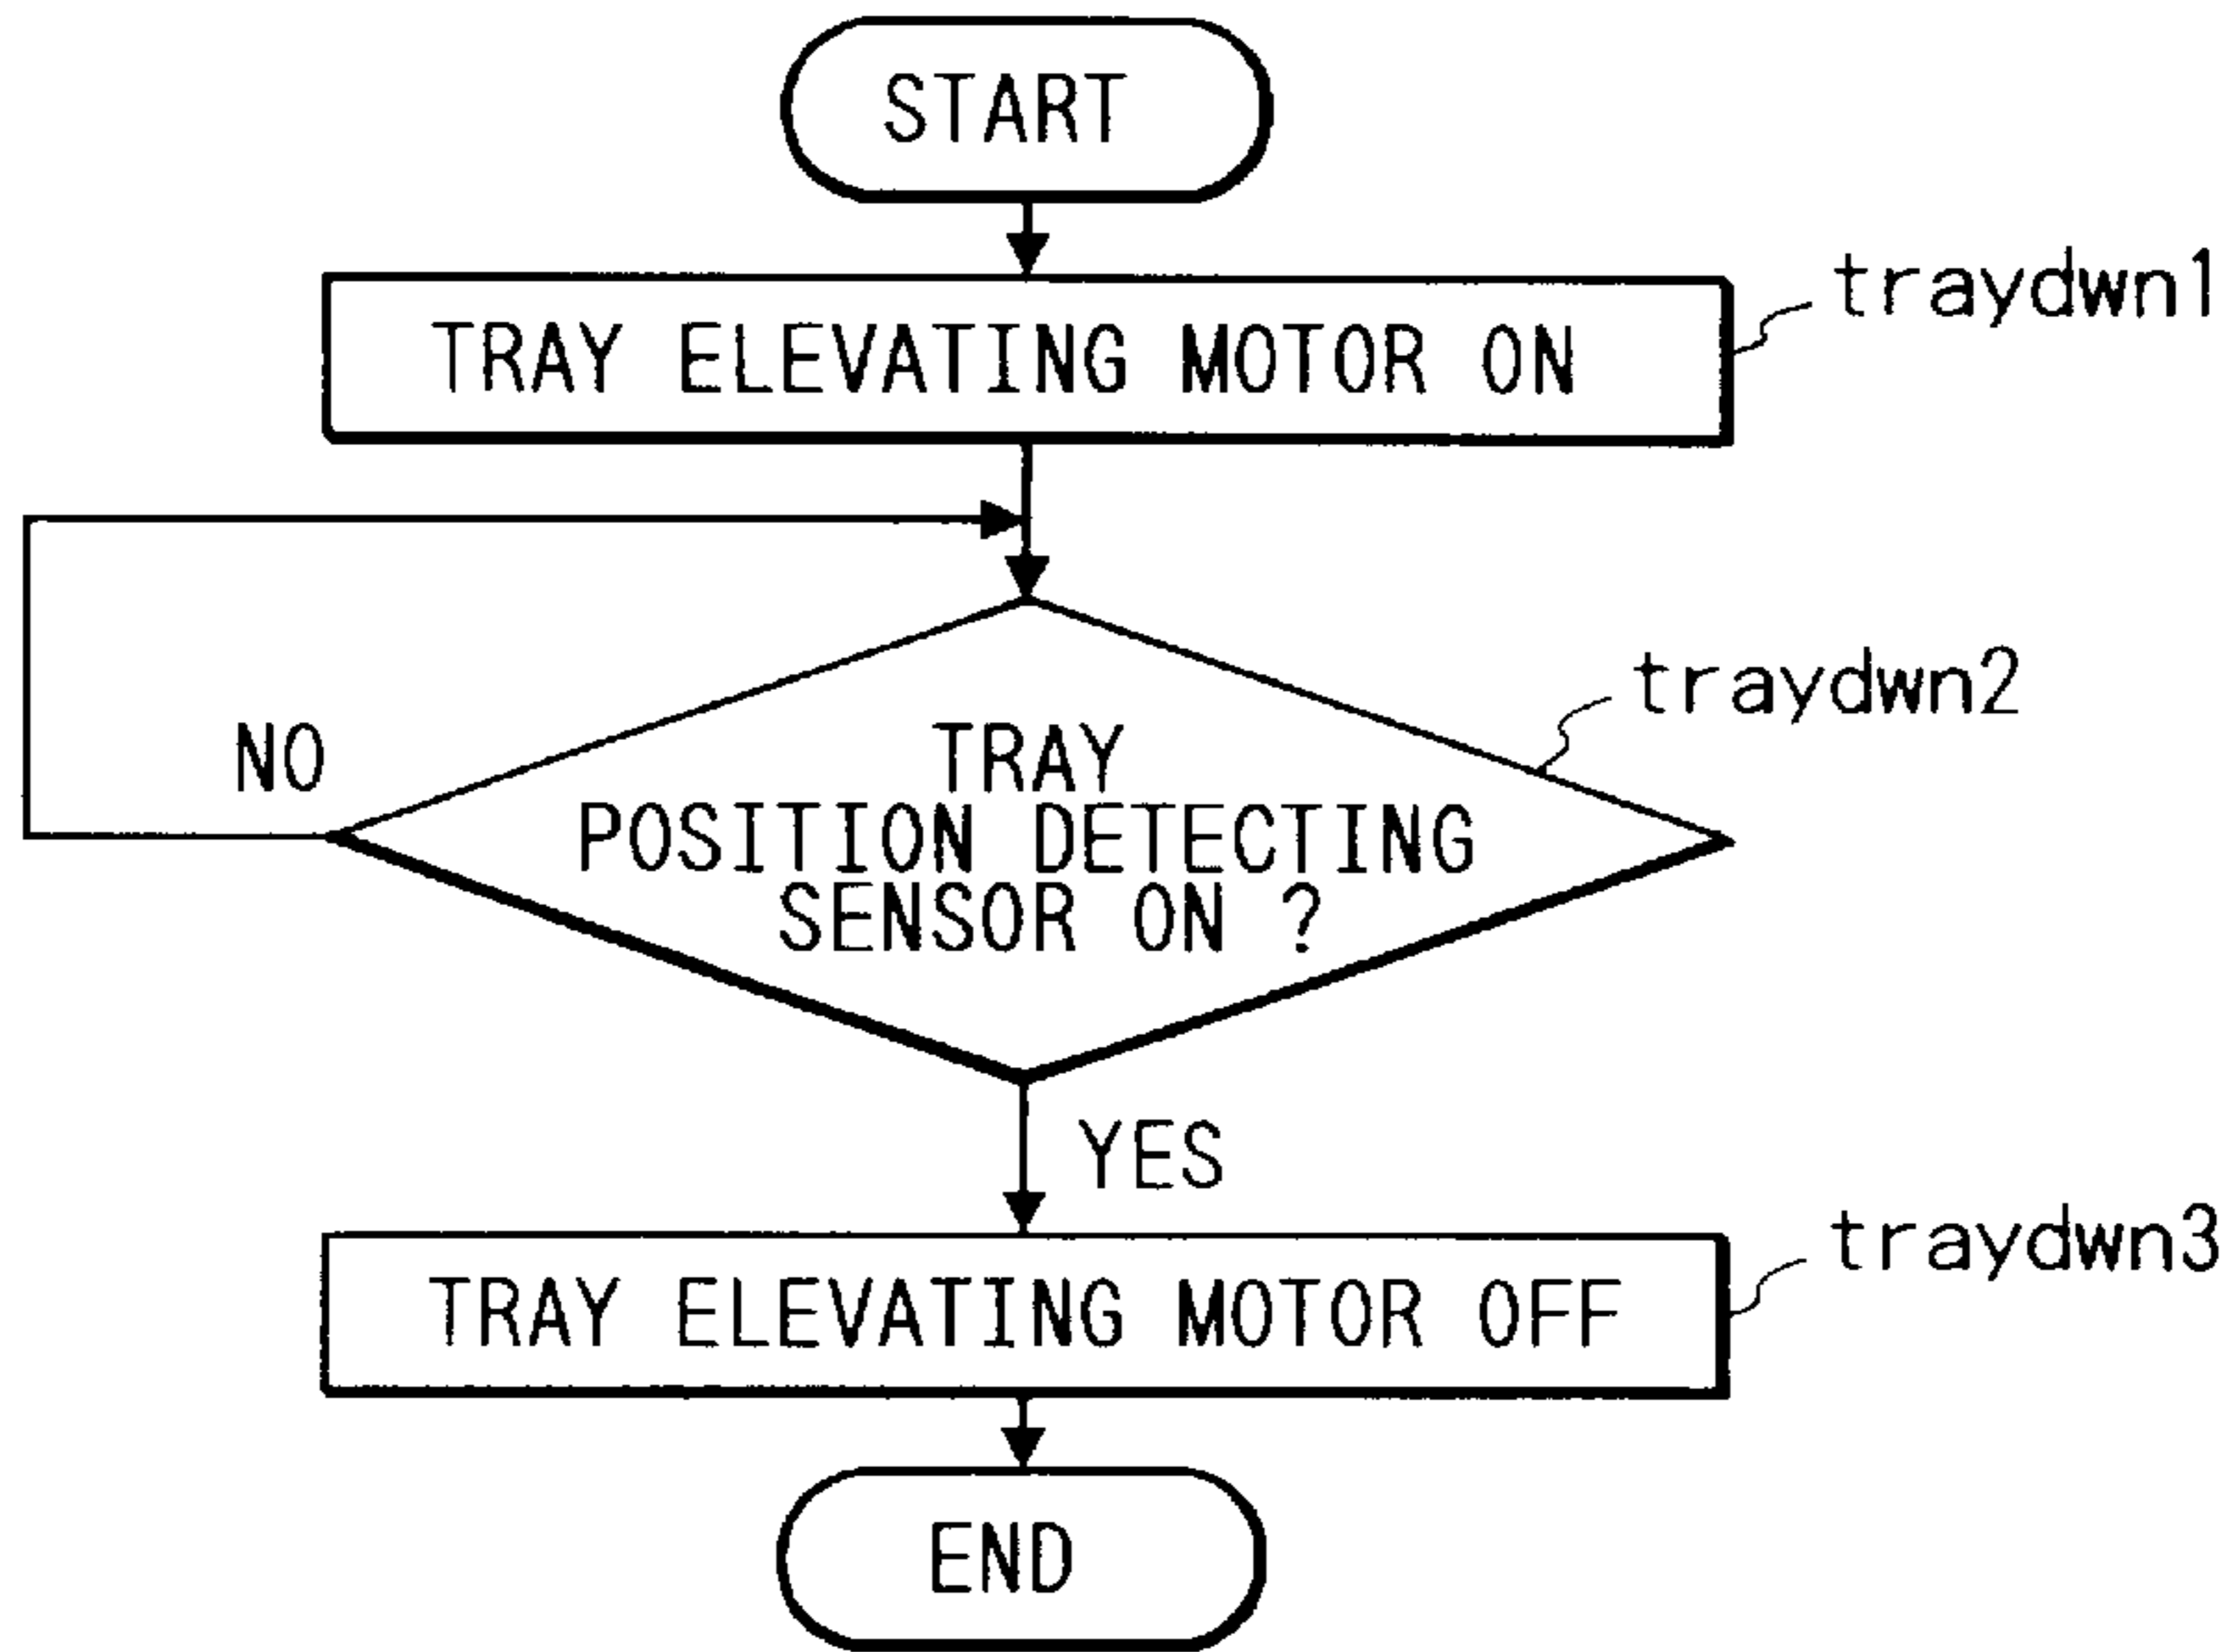 START
TRAY ELEVATING MOTOR ON
traydwn1
traydwn2
NO
TRAY
POSITION DETECTING
SENSOR ON ?
YES
traydwn3
TRAY ELEVATING MOTOR OFF
END